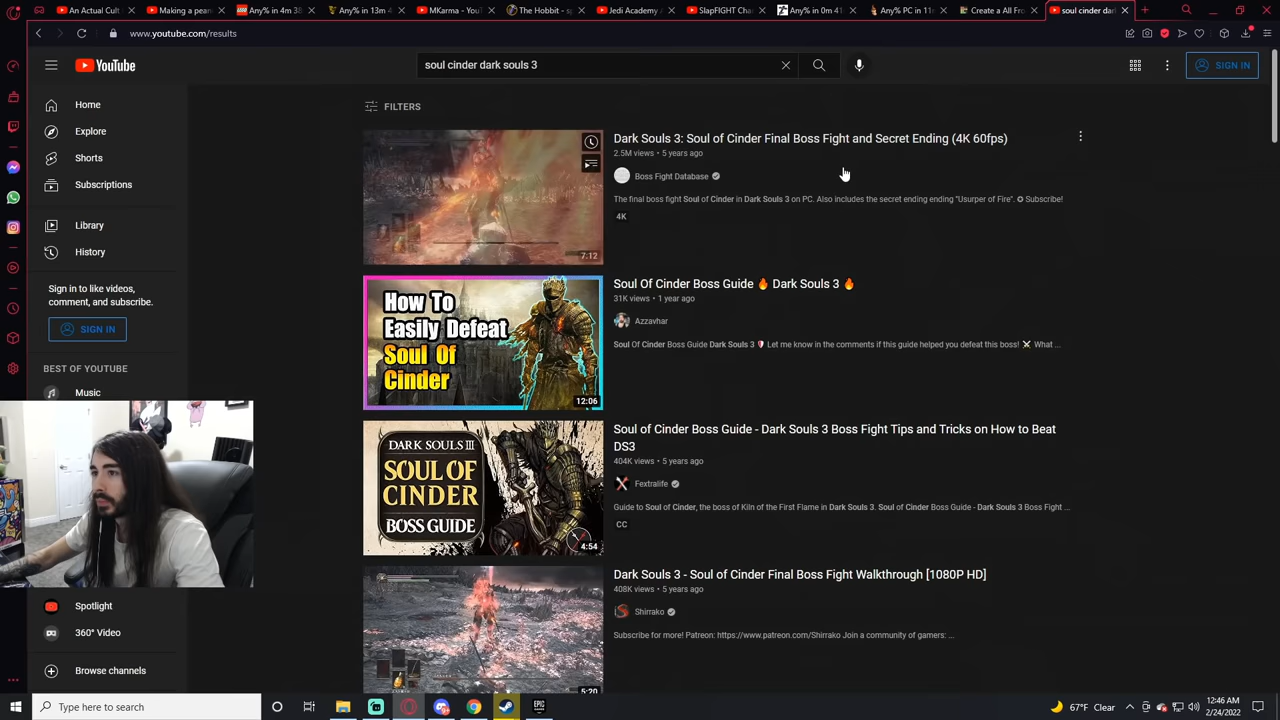 An Actual Cult
Making a pean
Any% in 4m 38
Any% in 13m 4
MKarma - You
The Hobbit - sp
Jedi Academy
SlapFIGHT Cha
Any% in 0m 41
Any% PC in 11
Create a All Fro
soul cinder dar
www.youtube.com/results
YouTube
soul cinder dark souls 3
SIGN IN
Home
Explore
Shorts
Subscriptions
Library
History
Sign in to like videos,
comment, and subscribe.
SIGN IN
BEST OF YOUTUBE
Music
Spotlight
360° Video
Browse channels
FILTERS
7:12
Dark Souls 3: Soul of Cinder Final Boss Fight and Secret Ending (4K 60fps)
2.5M views • 5 years ago
Boss Fight Database
The final boss fight Soul of Cinder in Dark Souls 3 on PC. Also includes the secret ending ending "Usurper of Fire". ✪ Subscribe!
4K
How To
Easily Defeat
Soul Of
Cinder
12:06
Soul Of Cinder Boss Guide 🔥 Dark Souls 3 🔥
31K views • 1 year ago
Azzavhar
Soul Of Cinder Boss Guide Dark Souls 3 🛡 Let me know in the comments if this guide helped you defeat this boss! ⚔ What ...
DARK SOULS III
SOUL OF
CINDER
BOSS GUIDE
4:54
Soul of Cinder Boss Guide - Dark Souls 3 Boss Fight Tips and Tricks on How to Beat
DS3
404K views • 5 years ago
Fextralife
Guide to Soul of Cinder, the boss of Kiln of the First Flame in Dark Souls 3. Soul of Cinder Boss Guide - Dark Souls 3 Boss Fight ...
CC
5:20
Dark Souls 3 - Soul of Cinder Final Boss Fight Walkthrough [1080P HD]
408K views • 5 years ago
Shirrako
Subscribe for more! Patreon: https://www.patreon.com/Shirrako Join a community of gamers: ...
Type here to search
EPIC
67°F Clear
12:46 AM
2/24/2022